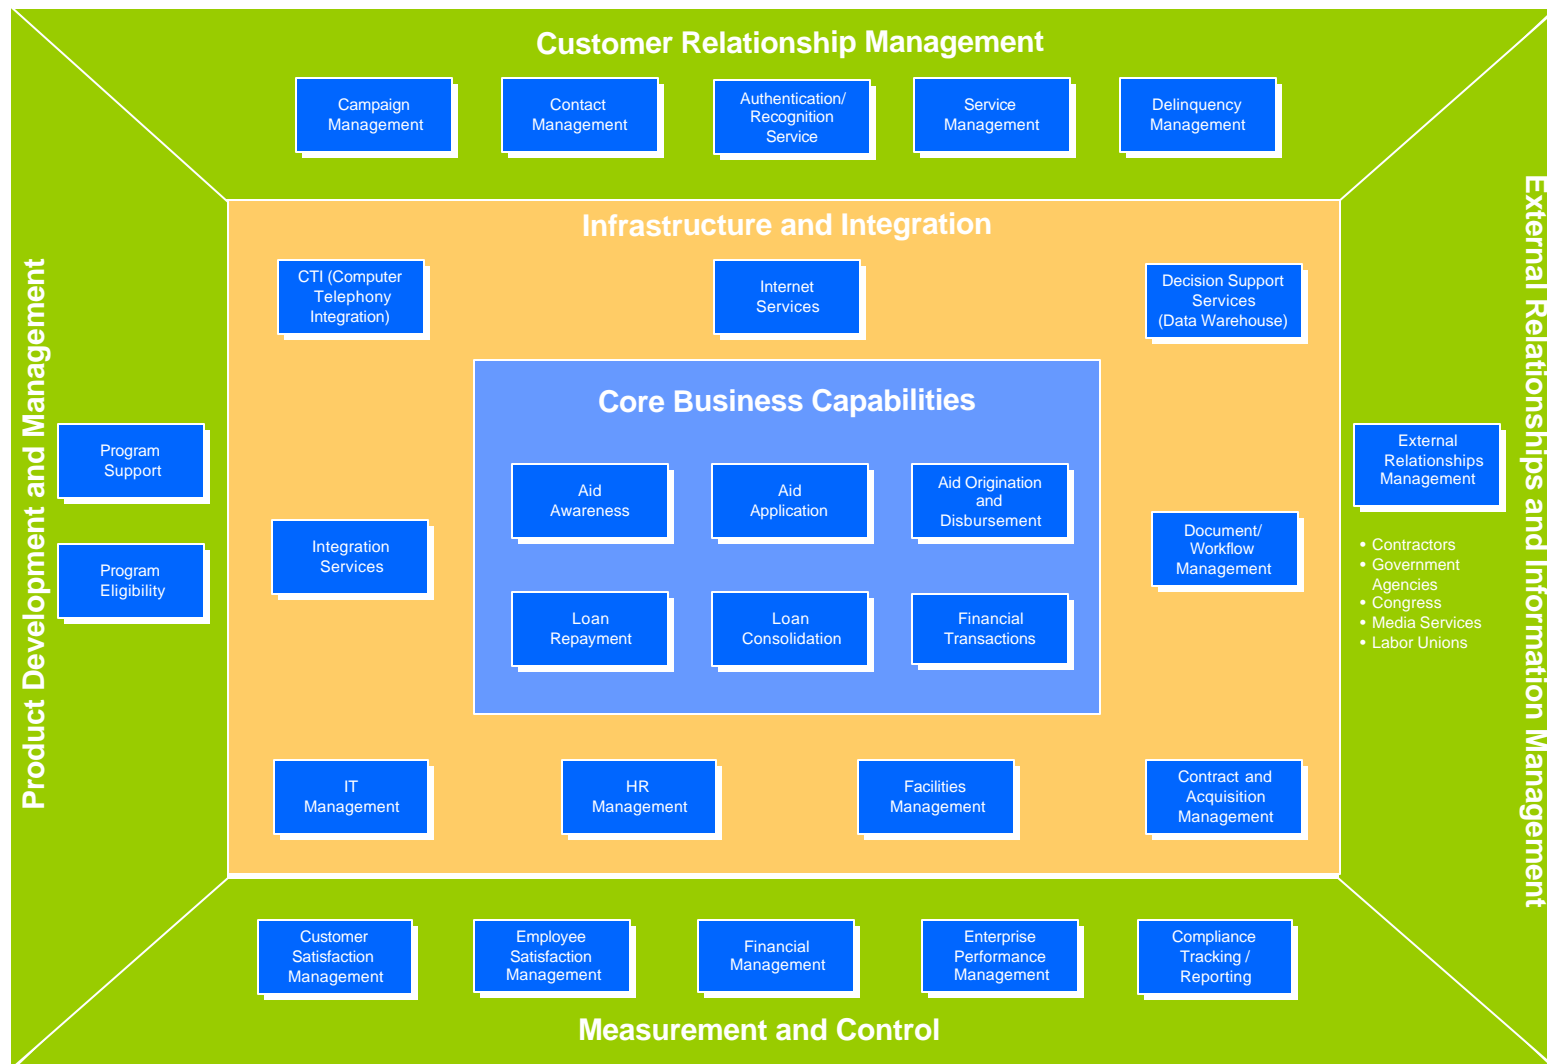 Customer Relationship Management
Campaign
Management
Contact
Management
Authentication/
Recognition
Service
Service
Management
Delinquency
Management
Product Development and Management
Program
Support
Program
Eligibility
Infrastructure and Integration
CTI (Computer
Telephony
Integration)
Internet
Services
Decision Support
Services
(Data Warehouse)
Core Business Capabilities
Aid
Awareness
Aid
Application
Aid Origination
and
Disbursement
Loan
Repayment
Loan
Consolidation
Financial
Transactions
Integration
Services
Document/
Workflow
Management
IT
Management
HR
Management
Facilities
Management
Contract and
Acquisition
Management
External Relationships and Information Management
External
Relationships
Management
• Contractors
• Government
Agencies
• Congress
• Media Services
• Labor Unions
Customer
Satisfaction
Management
Employee
Satisfaction
Management
Financial
Management
Enterprise
Performance
Management
Compliance
Tracking /
Reporting
Measurement and Control